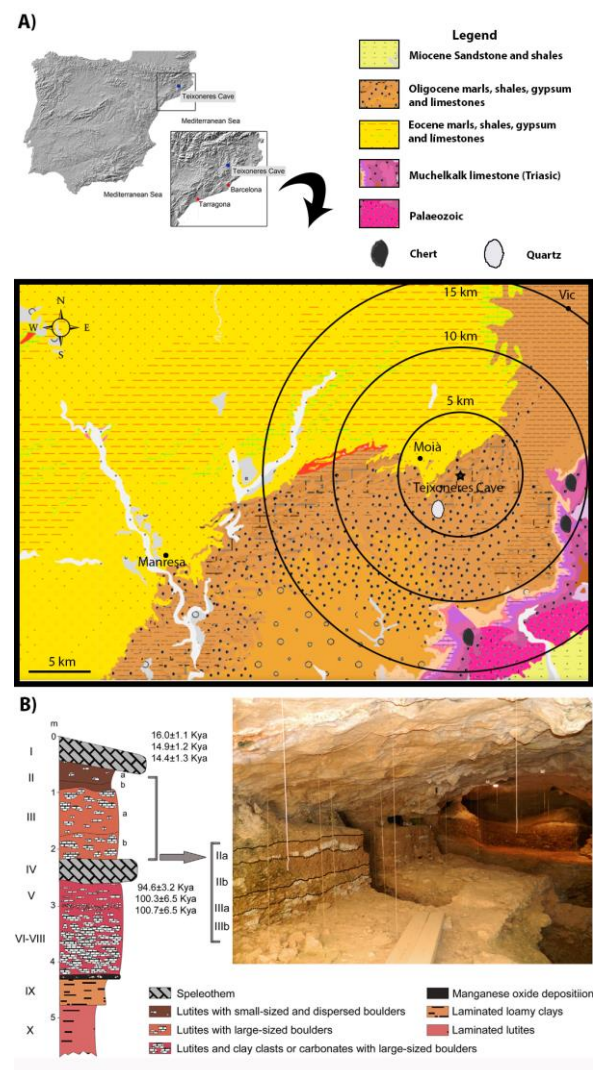 A)
Teixoneres Cave
Mediterranean Sea
Mediterranean Sea
Teixoneres Cave
Barcelona
Tarragona
Legend
Miocene Sandstone and shales
Oligocene marls, shales, gypsum
and limestones
Eocene marls, shales, gypsum
and limestones
Muchelkalk limestone (Triasic)
Palaeozoic
Chert
Quartz
N
W E
S
15 km
Vic
10 km
5 km
Moià
Teixoneres Cave
Manresa
5 km
B)
m
0
I
II
a
b
1
III
a
b
2
IV
V
3
VI-VIII
4
IX
5
X
16.0±1.1 Kya
14.9±1.2 Kya
14.4±1.3 Kya
94.6±3.2 Kya
100.3±6.5 Kya
100.7±6.5 Kya
IIa
IIb
IIIa
IIIb
Speleothem
Lutites with small-sized and dispersed boulders
Lutites with large-sized boulders
Lutites and clay clasts or carbonates with large-sized boulders
Manganese oxide depositiion
Laminated loamy clays
Laminated lutites